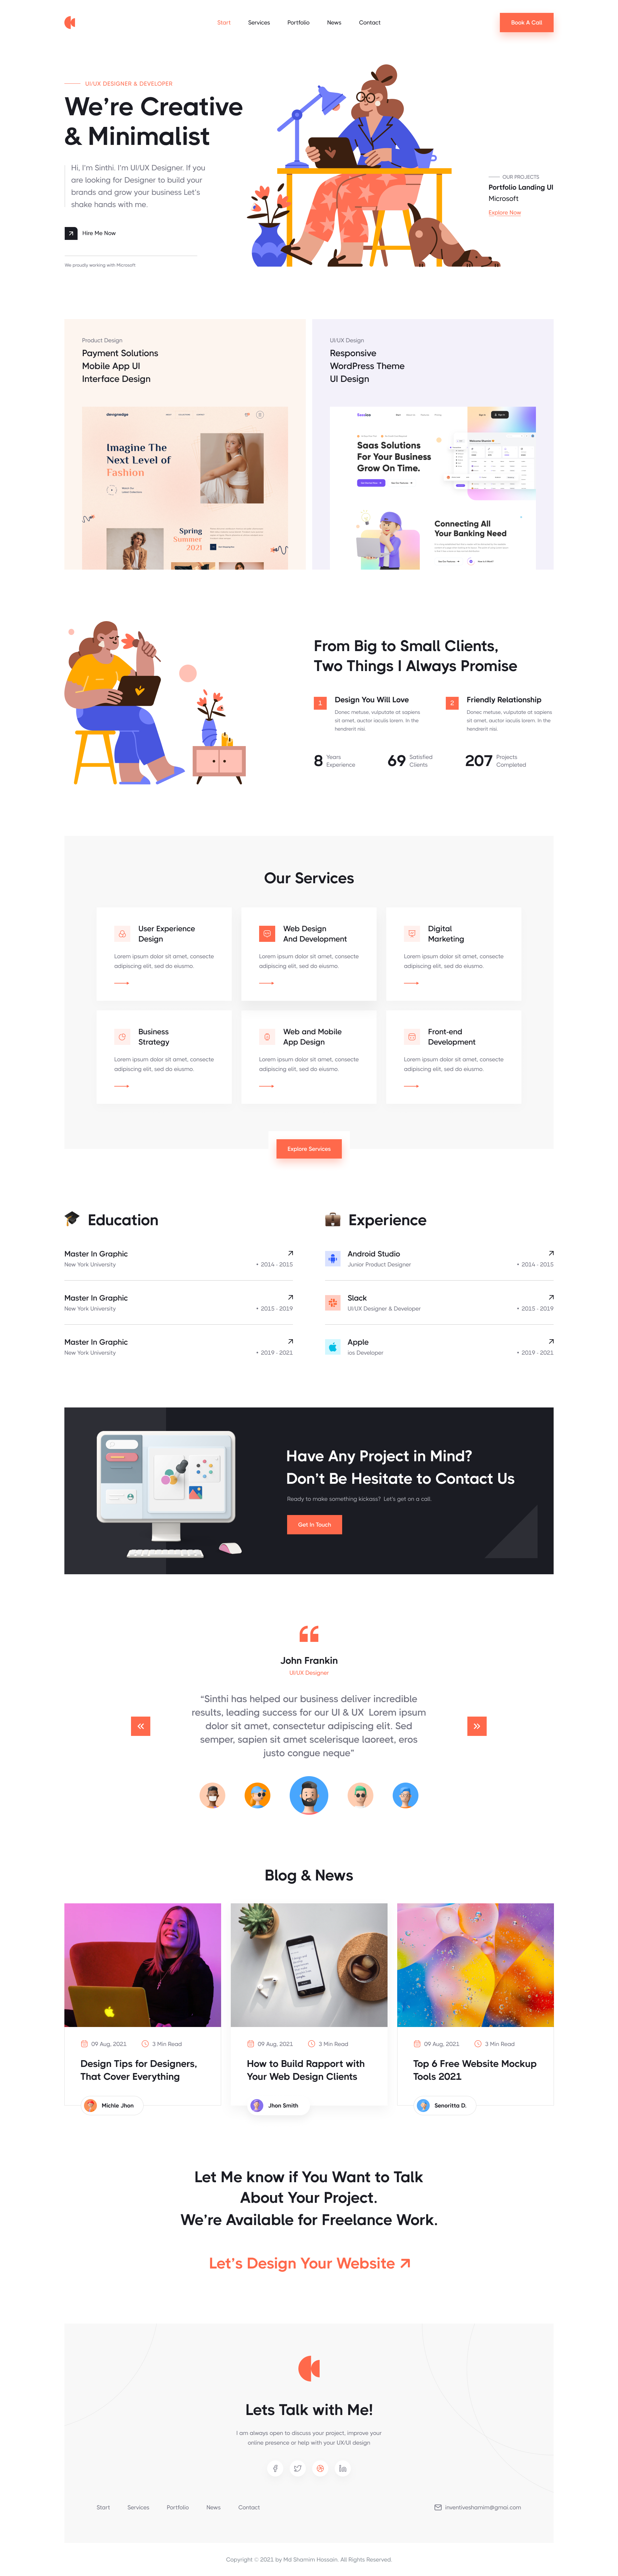 Start
Services
Portfolio
News
Contact
Book A Call
UI/UX DESIGNER & DEVELOPER
We're Creative
& Minimalist
Hi, I'm Sinthi. I'm UI/UX Designer. If you
are looking for Designer to build your
brands and grow your business Let's
shake hands with me.
Hire Me Now
We proudly working with Microsoft
OUR PROJECTS
Portfolio Landing UI
Microsoft
Explore Now
Product Design
Payment Solutions
Mobile App UI
Interface Design
Imagine The
Next Level of
Fashion
Spring
Summer
2021
UI/UX Design
Responsive
WordPress Theme
UI Design
Saas Solutions
For Your Business
Grow On Time.
Connecting All
Your Banking Need
From Big to Small Clients,
Two Things I Always Promise
1
Design You Will Love
Donec metuse, vulputate at sapiens
sit amet, auctor iaculis lorem. In the
hendrerit nisi.
2
Friendly Relationship
Donec metuse, vulputate at sapiens
sit amet, auctor iaculis lorem. In the
hendrerit nisi.
8
Years
Experience
69
Satisfied
Clients
207
Projects
Completed
Our Services
User Experience
Design
Lorem ipsum dolor sit amet, consecte
adipiscing elit, sed do eiusmo.
Web Design
And Development
Lorem ipsum dolor sit amet, consecte
adipiscing elit, sed do eiusmo.
Digital
Marketing
Lorem ipsum dolor sit amet, consecte
adipiscing elit, sed do eiusmo.
Business
Strategy
Lorem ipsum dolor sit amet, consecte
adipiscing elit, sed do eiusmo.
Web and Mobile
App Design
Lorem ipsum dolor sit amet, consecte
adipiscing elit, sed do eiusmo.
Front-end
Development
Lorem ipsum dolor sit amet, consecte
adipiscing elit, sed do eiusmo.
Explore Services
Education
Master In Graphic
New York University
• 2014 - 2015
Master In Graphic
New York University
• 2015 - 2019
Master In Graphic
New York University
• 2019 - 2021
Experience
Android Studio
Junior Product Designer
• 2014 - 2015
Slack
UI/UX Designer & Developer
• 2015 - 2019
Apple
ios Developer
• 2019 - 2021
Have Any Project in Mind?
Don't Be Hesitate to Contact Us
Ready to make something kickass? Let's get on a call.
Get In Touch
John Frankin
UI/UX Designer
"Sinthi has helped our business deliver incredible
results, leading success for our UI & UX Lorem ipsum
dolor sit amet, consectetur adipiscing elit. Sed
semper, sapien sit amet scelerisque laoreet, eros
justo congue neque"
Blog & News
09 Aug, 2021
3 Min Read
Design Tips for Designers,
That Cover Everything
Michle Jhon
09 Aug, 2021
3 Min Read
How to Build Rapport with
Your Web Design Clients
Jhon Smith
09 Aug, 2021
3 Min Read
Top 6 Free Website Mockup
Tools 2021
Senoritta D.
Let Me know if You Want to Talk
About Your Project.
We're Available for Freelance Work.
Let's Design Your Website
Lets Talk with Me!
I am always open to discuss your project, improve your
online presence or help with your UX/UI design
Start
Services
Portfolio
News
Contact
inventiveshamim@gmal.com
Copyright © 2021 by Md Shamim Hossain. All Rights Reserved.